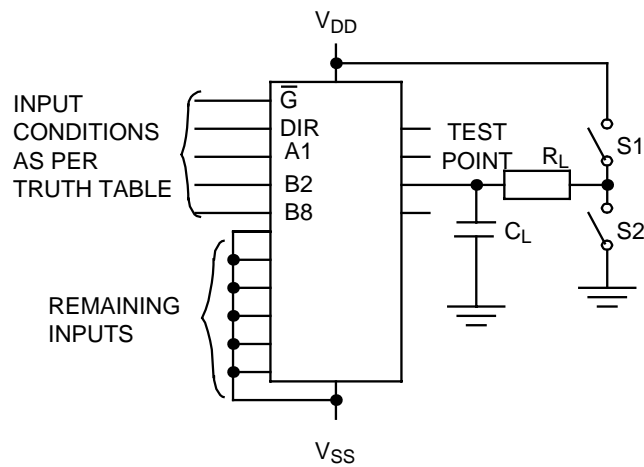 VDD
INPUT
CONDITIONS
AS PER
TRUTH TABLE
G̅
DIR
A1
B2
B8
TEST
POINT
RL
S1
CL
S2
REMAINING
INPUTS
VSS